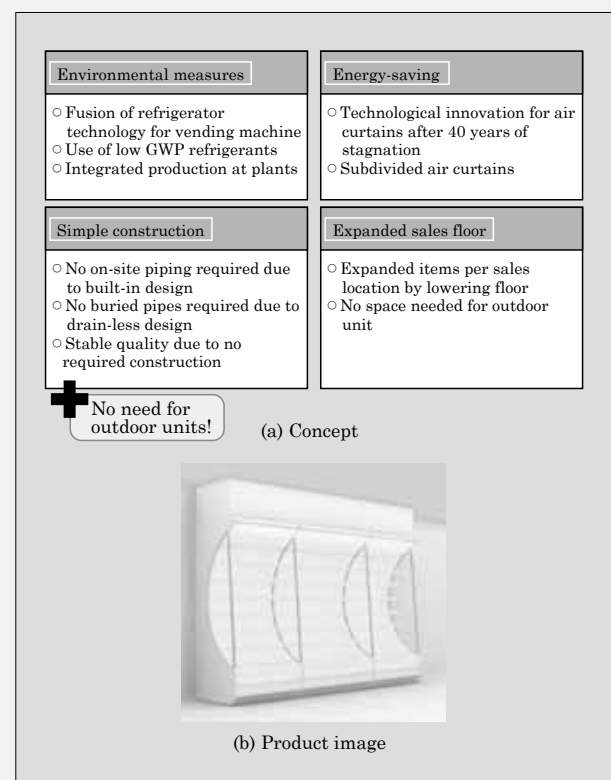 Environmental measures
○ Fusion of refrigerator
technology for vending machine
○ Use of low GWP refrigerants
○ Integrated production at plants
Energy-saving
○ Technological innovation for air
curtains after 40 years of
stagnation
○ Subdivided air curtains
Simple construction
○ No on-site piping required due
to built-in design
○ No buried pipes required due to
drain-less design
○ Stable quality due to no
required construction
Expanded sales floor
○ Expanded items per sales
location by lowering floor
○ No space needed for outdoor
unit
No need for
outdoor units!
(a) Concept
(b) Product image